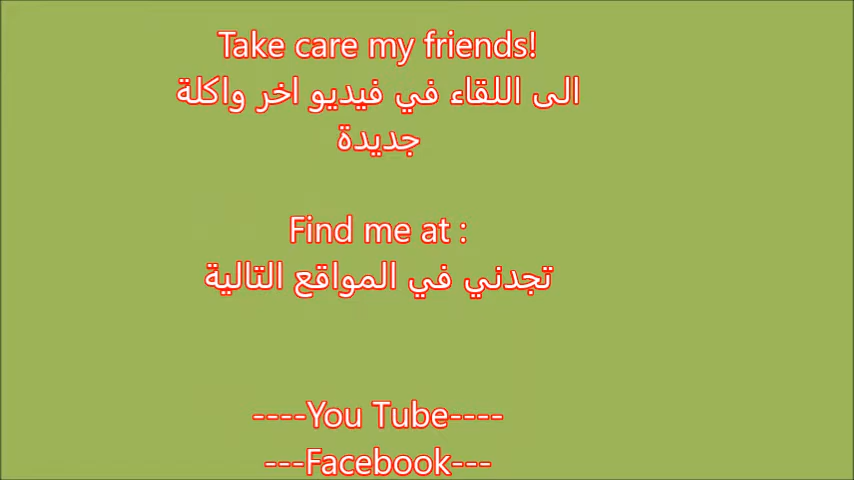 Take care my friends!
الى اللقاء في فيديو اخر واكلة
جديدة
Find me at :
تجدني في المواقع التالية
----You Tube----
---Facebook---